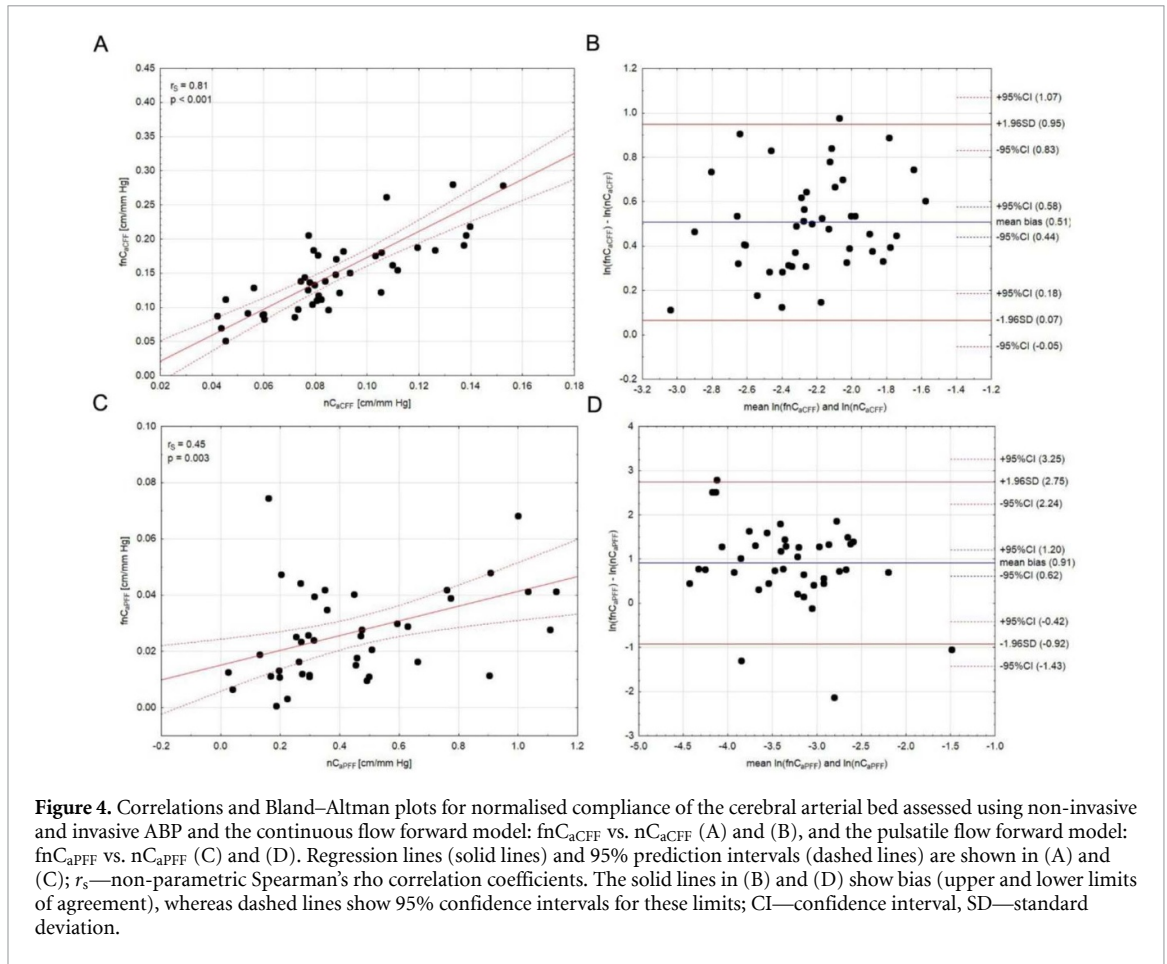 A
0.45
0.40
0.35
0.30
0.25
0.20
0.15
0.10
0.05
0.00
fnCaCFF [cm/mm Hg]
rS = 0.81
p < 0.001
0.02 0.04 0.06 0.08 0.10 0.12 0.14 0.16 0.18
nCaCFF [cm/mm Hg]
B
1.2
1.0
0.8
0.6
0.4
0.2
0.0
-0.2
ln(fnCaCFF) - ln(nCaCFF)
+95%CI (1.07)
+1.96SD (0.95)
-95%CI (0.83)
+95%CI (0.58)
mean bias (0.51)
-95%CI (0.44)
+95%CI (0.18)
-1.96SD (0.07)
-95%CI (-0.05)
-3.2 -3.0 -2.8 -2.6 -2.4 -2.2 -2.0 -1.8 -1.6 -1.4 -1.2
mean ln(fnCaCFF) and ln(nCaCFF)
C
0.10
0.08
0.06
0.04
0.02
0.00
fnCaPFF [cm/mm Hg]
rS = 0.45
p = 0.003
-0.2 0.0 0.2 0.4 0.6 0.8 1.0 1.2
nCaPFF [cm/mm Hg]
D
4
3
2
1
0
-1
-2
-3
ln(fnCaPFF) - ln(nCaPFF)
+95%CI (3.25)
+1.96SD (2.75)
-95%CI (2.24)
+95%CI (1.20)
mean bias (0.91)
-95%CI (0.62)
+95%CI (-0.42)
-1.96SD (-0.92)
-95%CI (-1.43)
-5.0 -4.5 -4.0 -3.5 -3.0 -2.5 -2.0 -1.5 -1.0
mean ln(fnCaPFF) and ln(nCaPFF)
Figure 4. Correlations and Bland–Altman plots for normalised compliance of the cerebral arterial bed assessed using non-invasive
and invasive ABP and the continuous flow forward model: fnCaCFF vs. nCaCFF (A) and (B), and the pulsatile flow forward model:
fnCaPFF vs. nCaPFF (C) and (D). Regression lines (solid lines) and 95% prediction intervals (dashed lines) are shown in (A) and
(C); rs—non-parametric Spearman's rho correlation coefficients. The solid lines in (B) and (D) show bias (upper and lower limits
of agreement), whereas dashed lines show 95% confidence intervals for these limits; CI—confidence interval, SD—standard
deviation.